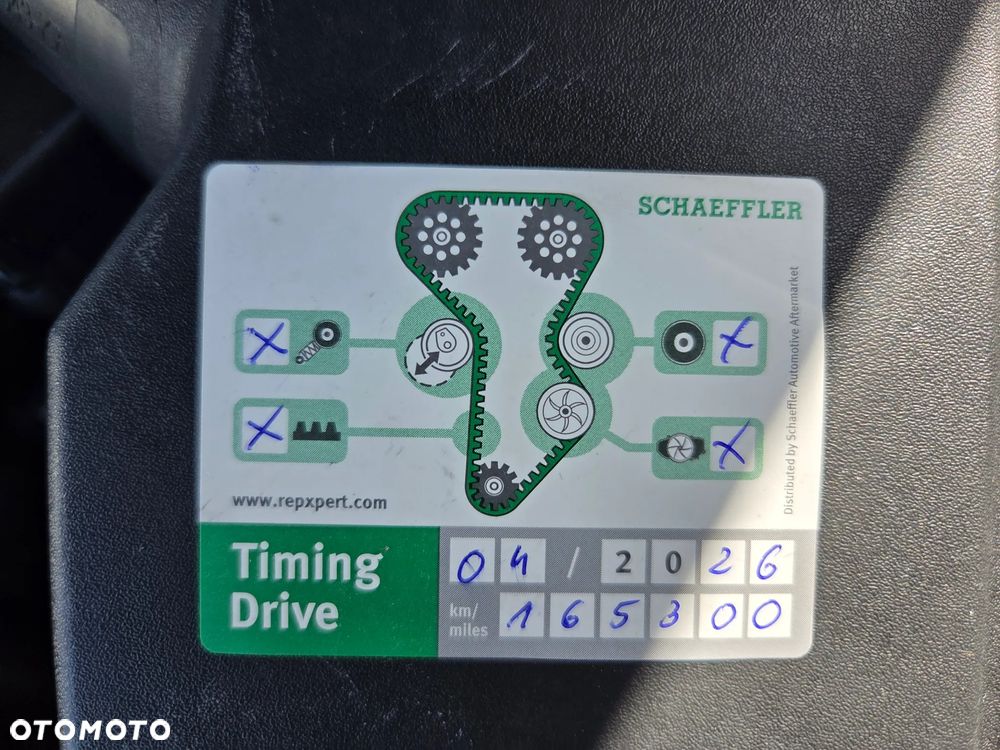 SCHAEFFLER
X
X
X
X
www.repxpert.com
Distributed by Schaeffler Automotive Aftermarket
Timing
Drive
04 / 2026
km/
miles
165300
OTOMOTO